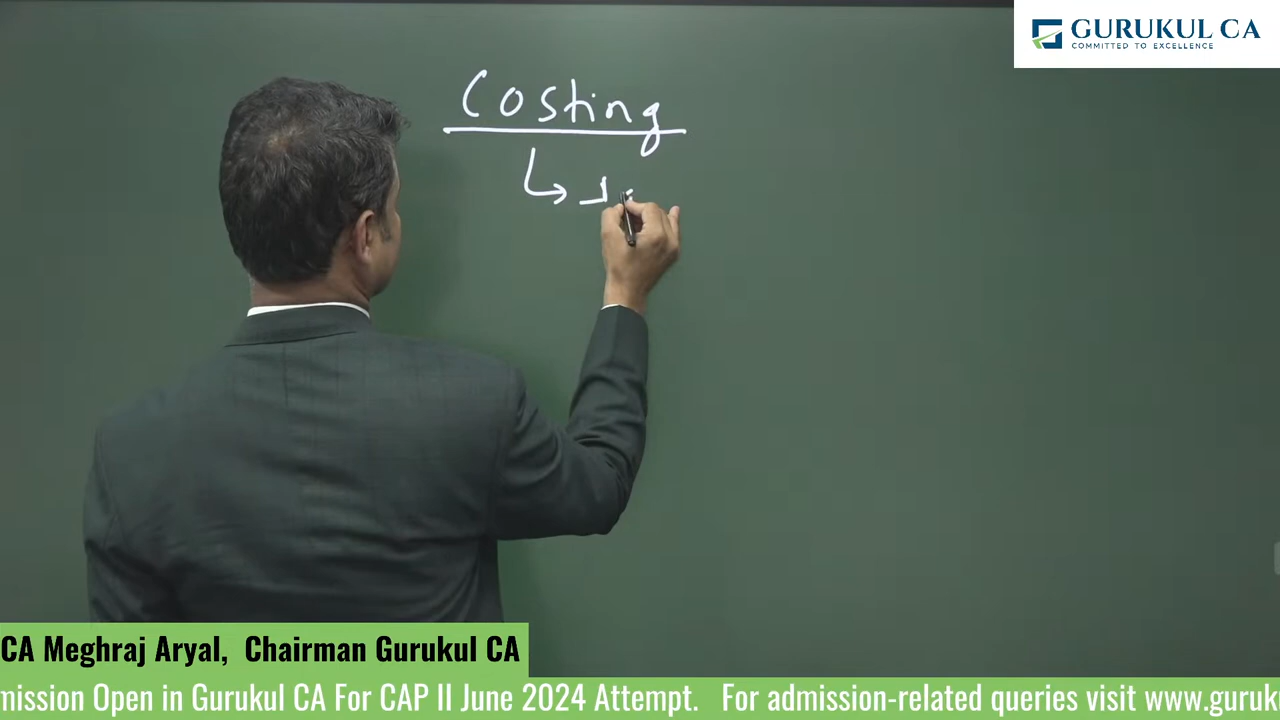 GURUKUL CA
COMMITTED TO EXCELLENCE
Costing
CA Meghraj Aryal, Chairman Gurukul CA
mission Open in Gurukul CA For CAP II June 2024 Attempt. For admission-related queries visit www.guruk